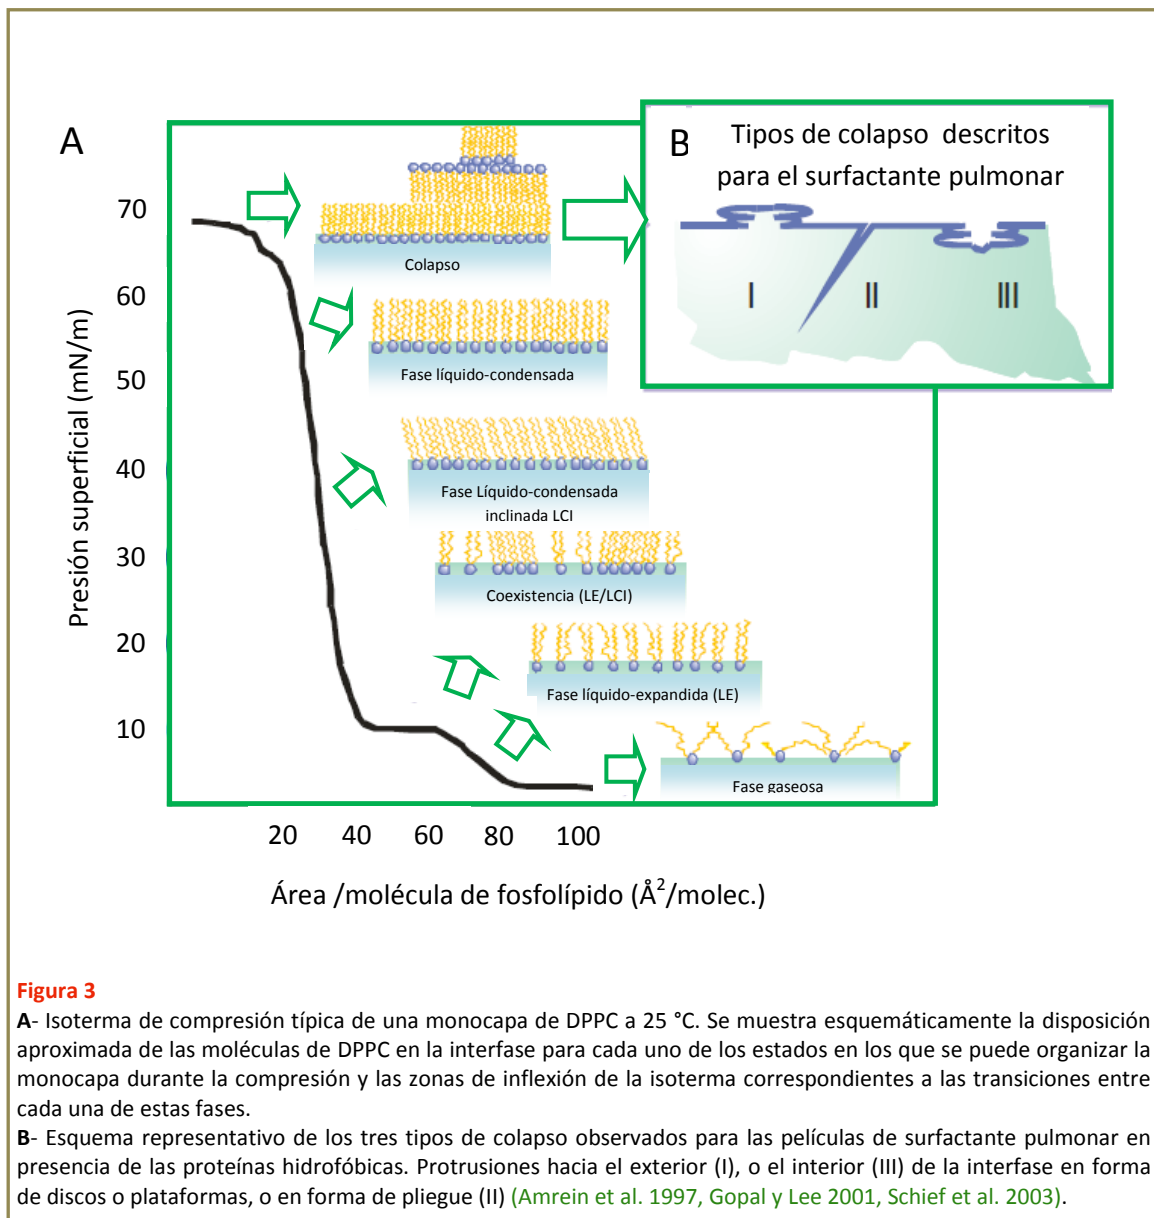 A
B
Tipos de colapso descritos
para el surfactante pulmonar
I
II
III
Presión superficial (mN/m)
70
60
50
40
30
20
10
Colapso
Fase líquido-condensada
Fase Líquido-condensada
inclinada LCI
Coexistencia (LE/LCI)
Fase líquido-expandida (LE)
Fase gaseosa
20 40 60 80 100
Área /molécula de fosfolípido (Å²/molec.)
Figura 3
A- Isoterma de compresión típica de una monocapa de DPPC a 25 °C. Se muestra esquemáticamente la disposición
aproximada de las moléculas de DPPC en la interfase para cada uno de los estados en los que se puede organizar la
monocapa durante la compresión y las zonas de inflexión de la isoterma correspondientes a las transiciones entre
cada una de estas fases.
B- Esquema representativo de los tres tipos de colapso observados para las películas de surfactante pulmonar en
presencia de las proteínas hidrofóbicas. Protrusiones hacia el exterior (I), o el interior (III) de la interfase en forma
de discos o plataformas, o en forma de pliegue (II) (Amrein et al. 1997, Gopal y Lee 2001, Schief et al. 2003).